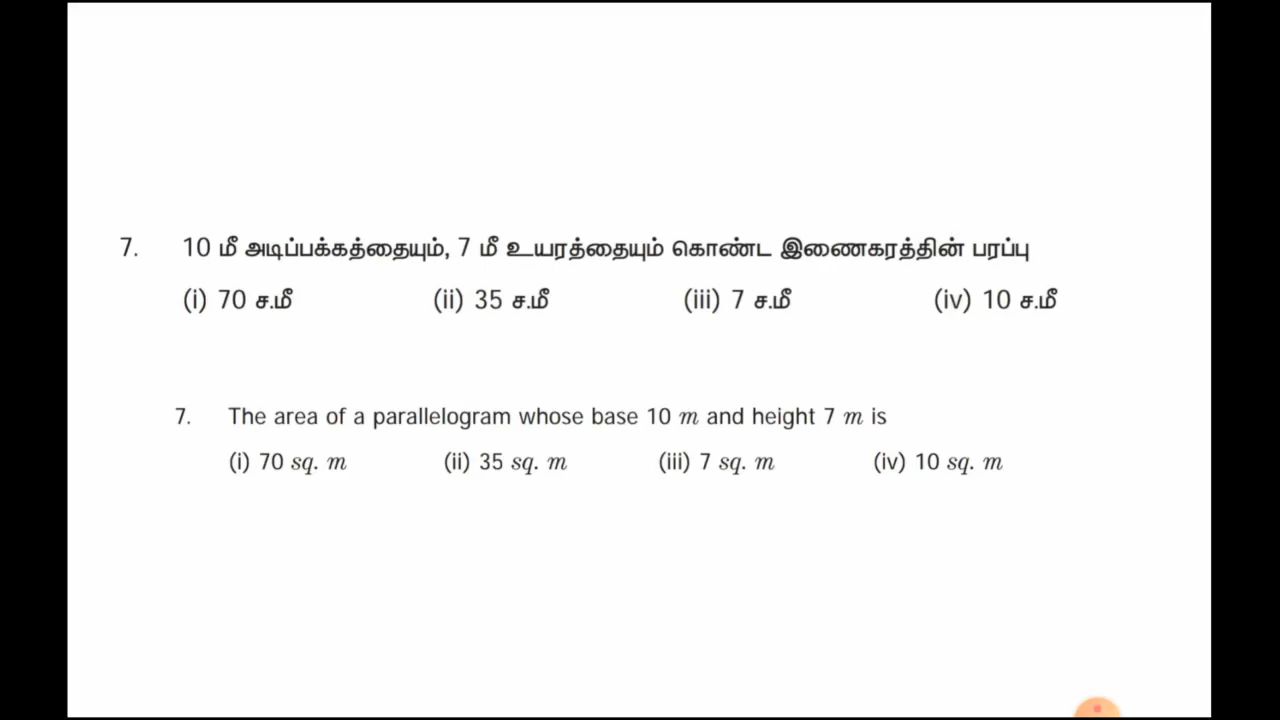 7. 10 மீ அடிப்பக்கத்தையும், 7 மீ உயரத்தையும் கொண்ட இணைகரத்தின் பரப்பு
(i) 70 ச.மீ (ii) 35 ச.மீ (iii) 7 ச.மீ (iv) 10 ச.மீ
7. The area of a parallelogram whose base 10 m and height 7 m is
(i) 70 sq. m (ii) 35 sq. m (iii) 7 sq. m (iv) 10 sq. m